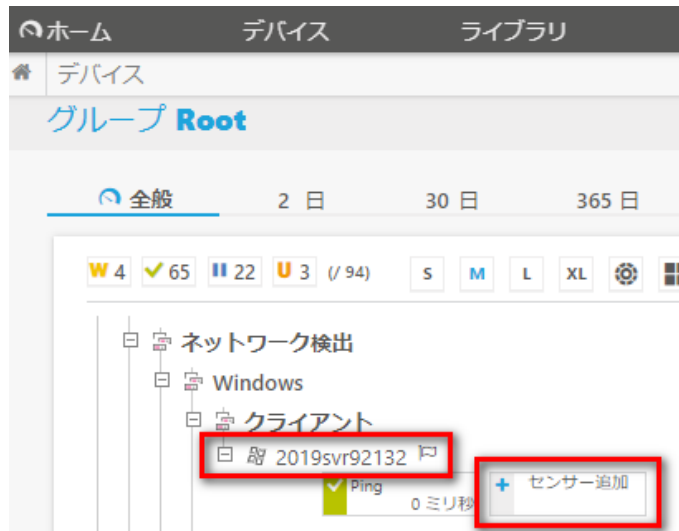 ホーム デバイス ライブラリ
デバイス
グループ Root
全般 2 日 30 日 365 日
W 4 65 22 U 3 (/ 94) S M L XL
ネットワーク検出
Windows
クライアント
2019svr92132
Ping センサー追加
0 ミリ秒